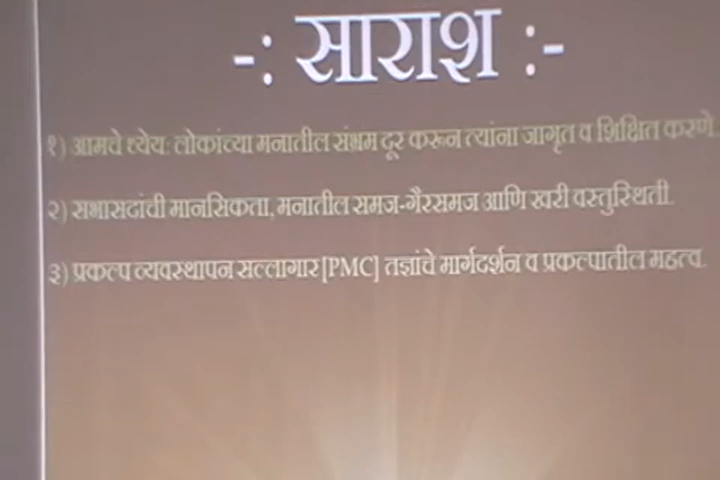 -: साराश :-
१) आमचे ध्येय: लोकांच्या मनातील संभ्रम दूर करून त्यांना जागृत व शिक्षित करणे.
२) सभासदांची मानसिकता, मनातील समज-गैरसमज आणि खरी वस्तुस्थिती.
३) प्रकल्प व्यवस्थापन सल्लागार [PMC] तज्ञांचे मार्गदर्शन व प्रकल्पातील महत्व.